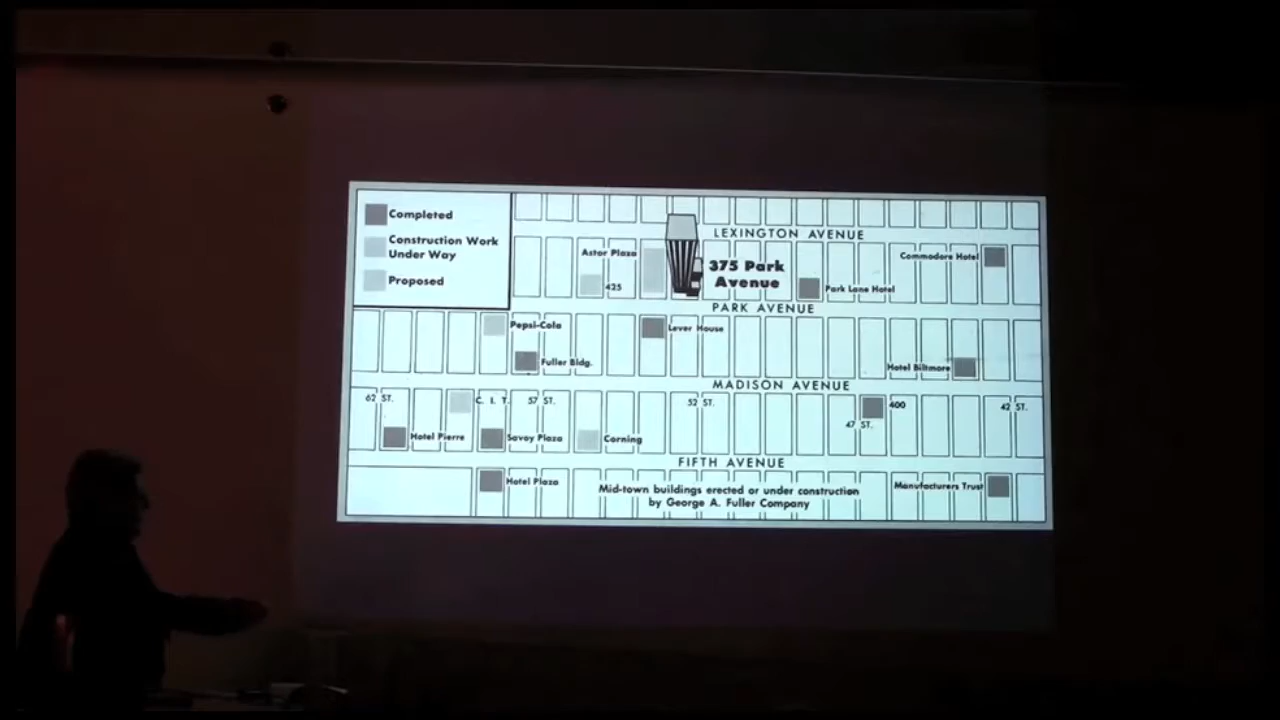 Completed
Construction Work
Under Way
Proposed
LEXINGTON AVENUE
Astor Plaza
425
375 Park
Avenue
Commodore Hotel
Park Lane Hotel
PARK AVENUE
Pepsi-Cola
Lever House
Fuller Bldg.
Hotel Biltmore
MADISON AVENUE
62 ST.
C. I. T.
57 ST.
52 ST.
400
42 ST.
47 ST.
Hotel Pierre
Savoy Plaza
Corning
FIFTH AVENUE
Hotel Plaza
Mid-town buildings erected or under construction
by George A. Fuller Company
Manufacturers Trust